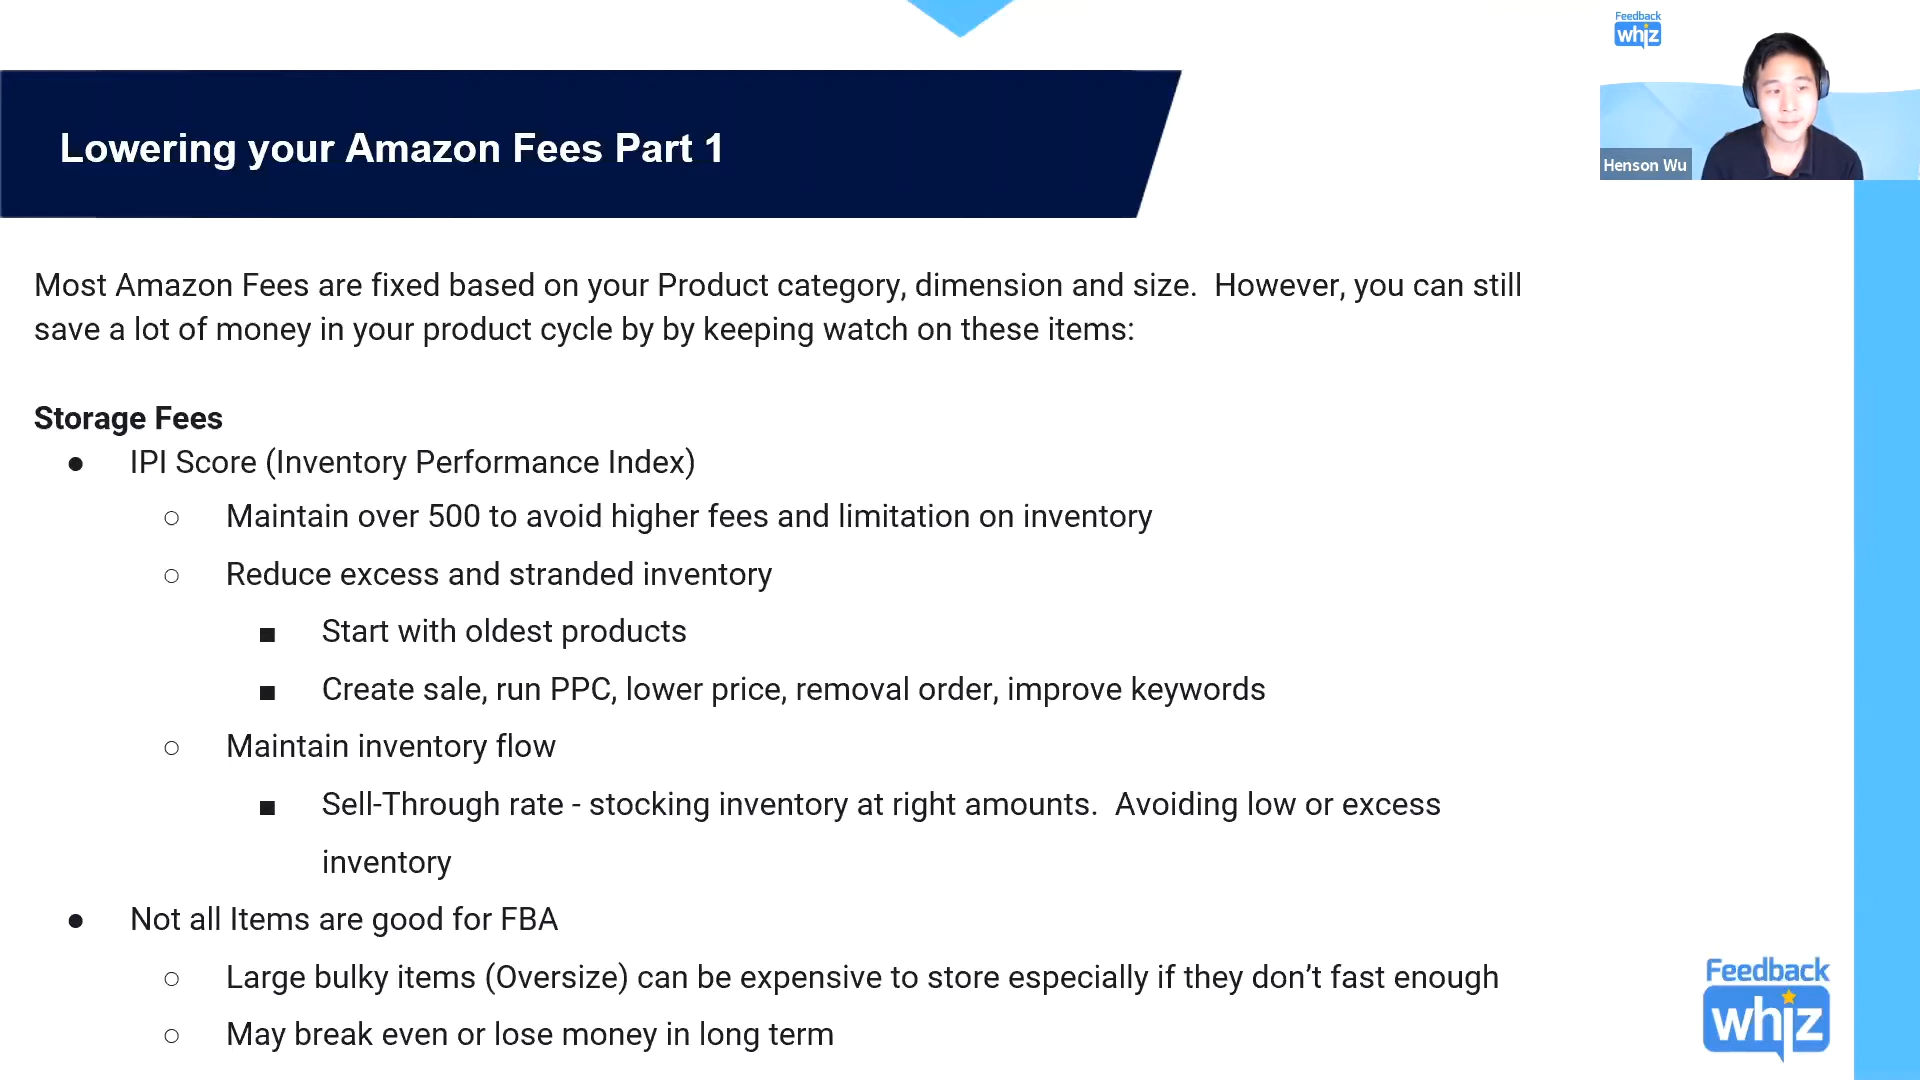 Feedback
whiz
Henson Wu
Lowering your Amazon Fees Part 1
Most Amazon Fees are fixed based on your Product category, dimension and size.  However, you can still
save a lot of money in your product cycle by by keeping watch on these items:
Storage Fees
● IPI Score (Inventory Performance Index)
○ Maintain over 500 to avoid higher fees and limitation on inventory
○ Reduce excess and stranded inventory
■ Start with oldest products
■ Create sale, run PPC, lower price, removal order, improve keywords
○ Maintain inventory flow
■ Sell-Through rate - stocking inventory at right amounts.  Avoiding low or excess
inventory
● Not all Items are good for FBA
○ Large bulky items (Oversize) can be expensive to store especially if they don’t fast enough
○ May break even or lose money in long term
Feedback
whiz